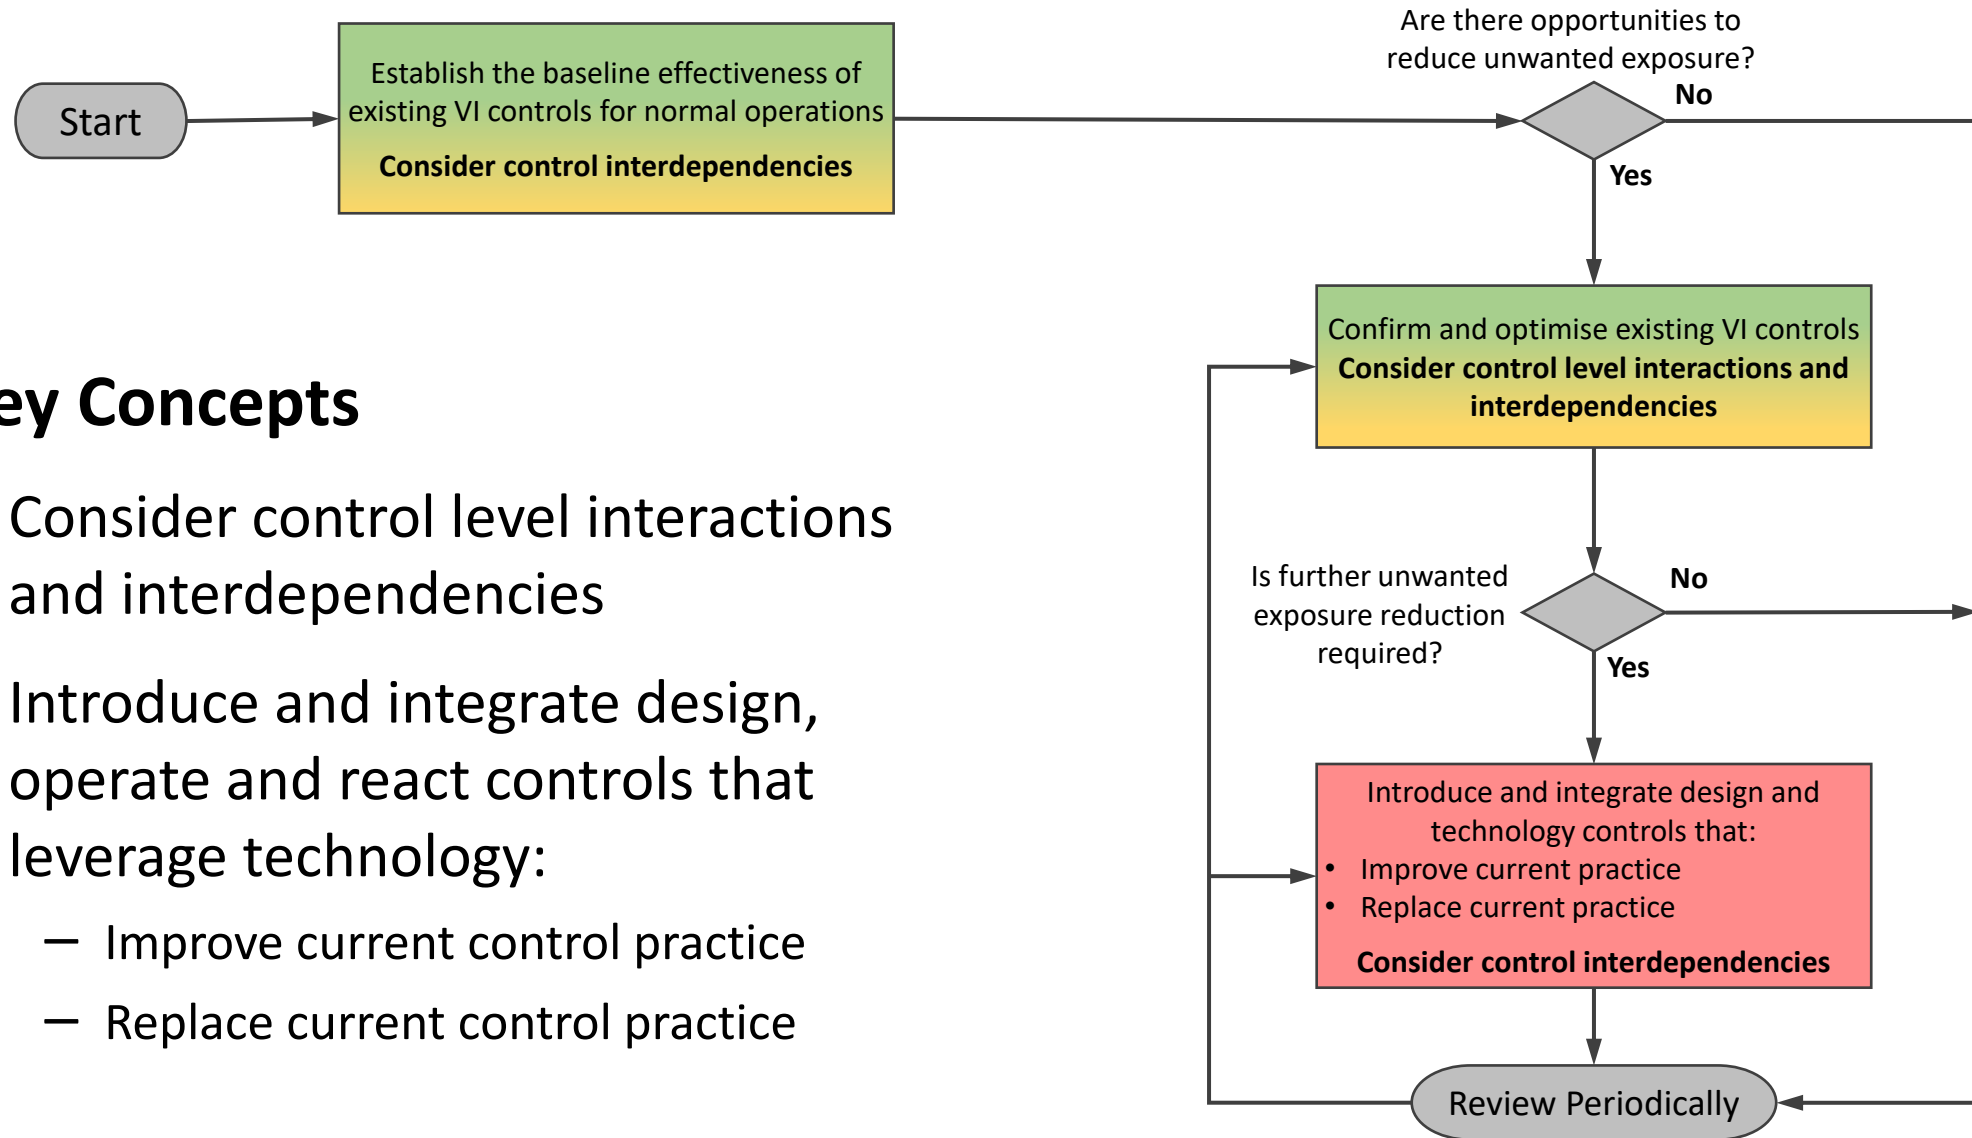 Start
Establish the baseline effectiveness of
existing VI controls for normal operations
Consider control interdependencies
Are there opportunities to
reduce unwanted exposure?
No
Yes
Confirm and optimise existing VI controls
Consider control level interactions and
interdependencies
Is further unwanted
exposure reduction
required?
No
Yes
Introduce and integrate design and
technology controls that:
• Improve current practice
• Replace current practice
Consider control interdependencies
Review Periodically
ey Concepts
Consider control level interactions
and interdependencies
Introduce and integrate design,
operate and react controls that
leverage technology:
– Improve current control practice
– Replace current control practice